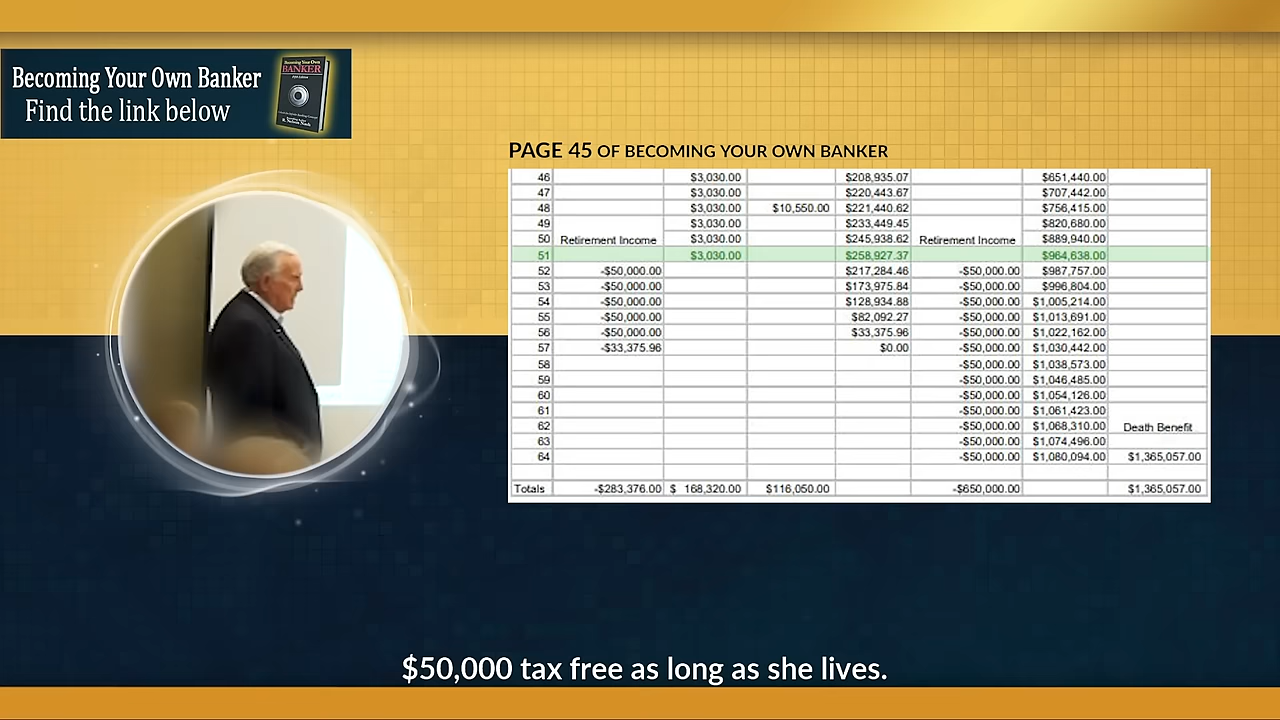 Becoming Your Own Banker
Find the link below
Becoming Your Own
BANKER
PAGE 45 OF BECOMING YOUR OWN BANKER
46 $3,030.00 $208,935.07 $651,440.00
47 $3,030.00 $220,443.67 $707,442.00
48 $3,030.00 $10,550.00 $221,440.62 $756,415.00
49 $3,030.00 $233,449.45 $820,680.00
50 Retirement Income $3,030.00 $245,938.62 Retirement Income $889,940.00
51 $3,030.00 $258,927.37 $964,638.00
52 -$50,000.00 $217,284.46 -$50,000.00 $987,757.00
53 -$50,000.00 $173,975.84 -$50,000.00 $996,804.00
54 -$50,000.00 $128,934.88 -$50,000.00 $1,005,214.00
55 -$50,000.00 $82,092.27 -$50,000.00 $1,013,691.00
56 -$50,000.00 $33,375.96 -$50,000.00 $1,022,162.00
57 -$33,375.96 $0.00 -$50,000.00 $1,030,442.00
58 -$50,000.00 $1,038,573.00
59 -$50,000.00 $1,046,485.00
60 -$50,000.00 $1,054,126.00
61 -$50,000.00 $1,061,423.00
62 -$50,000.00 $1,068,310.00 Death Benefit
63 -$50,000.00 $1,074,496.00
64 -$50,000.00 $1,080,094.00 $1,365,057.00
Totals -$283,376.00 $ 168,320.00 $116,050.00 -$650,000.00 $1,365,057.00
$50,000 tax free as long as she lives.